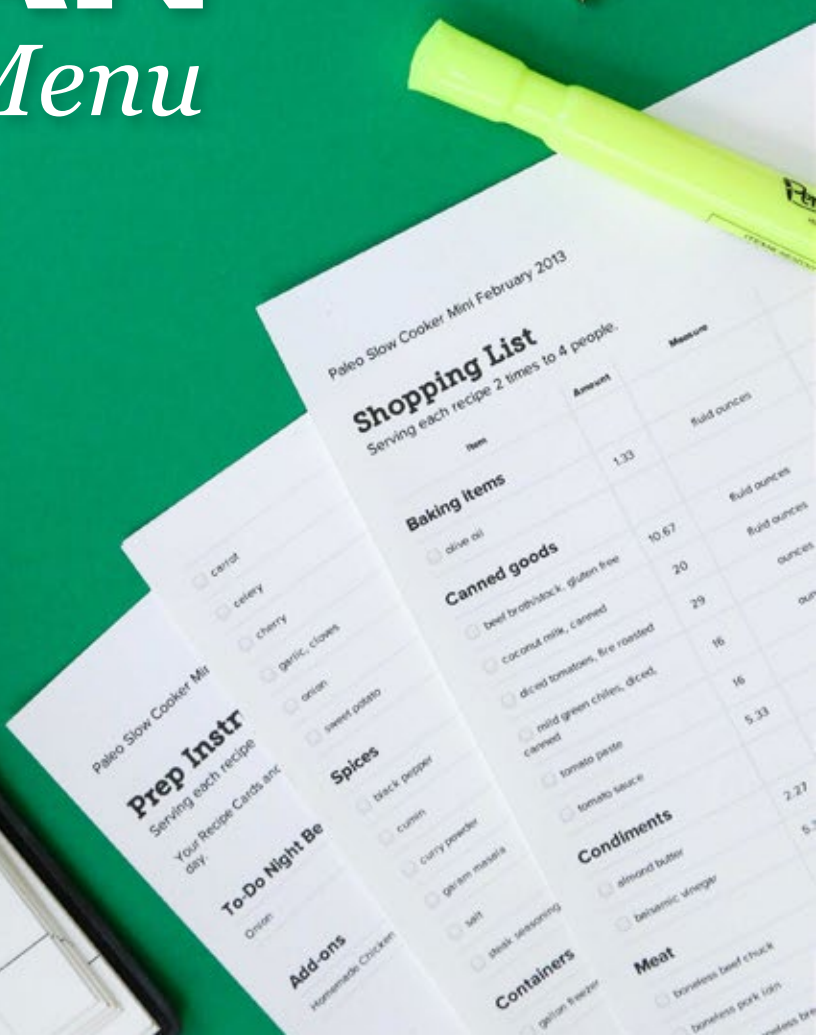 Menu
Paleo Slow Cooker Mini February 2013
Shopping List
Serving each recipe 2 times to 4 people.
Item
Amount
Measure
Baking items
olive oil
1.33
fluid ounces
Canned goods
beef broth/stock, gluten free
10.67
fluid ounces
coconut milk, canned
20
fluid ounces
diced tomatoes, fire roasted
29
ounces
mild green chiles, diced,
canned
16
tomato paste
16
tomato sauce
5.33
Condiments
almond butter
2.27
balsamic vinegar
Meat
boneless beef chuck
boneless pork loin
carrot
celery
cherry
garlic, cloves
onion
sweet potato
Spices
black pepper
cumin
curry powder
garam masala
salt
steak seasoning
Containers
gallon freezer
Paleo Slow Cooker
Prep
Serving each recipe
Your Recipe Cards and
day.
To-Do Night
Onion
Add-ons
Homemade Chicken